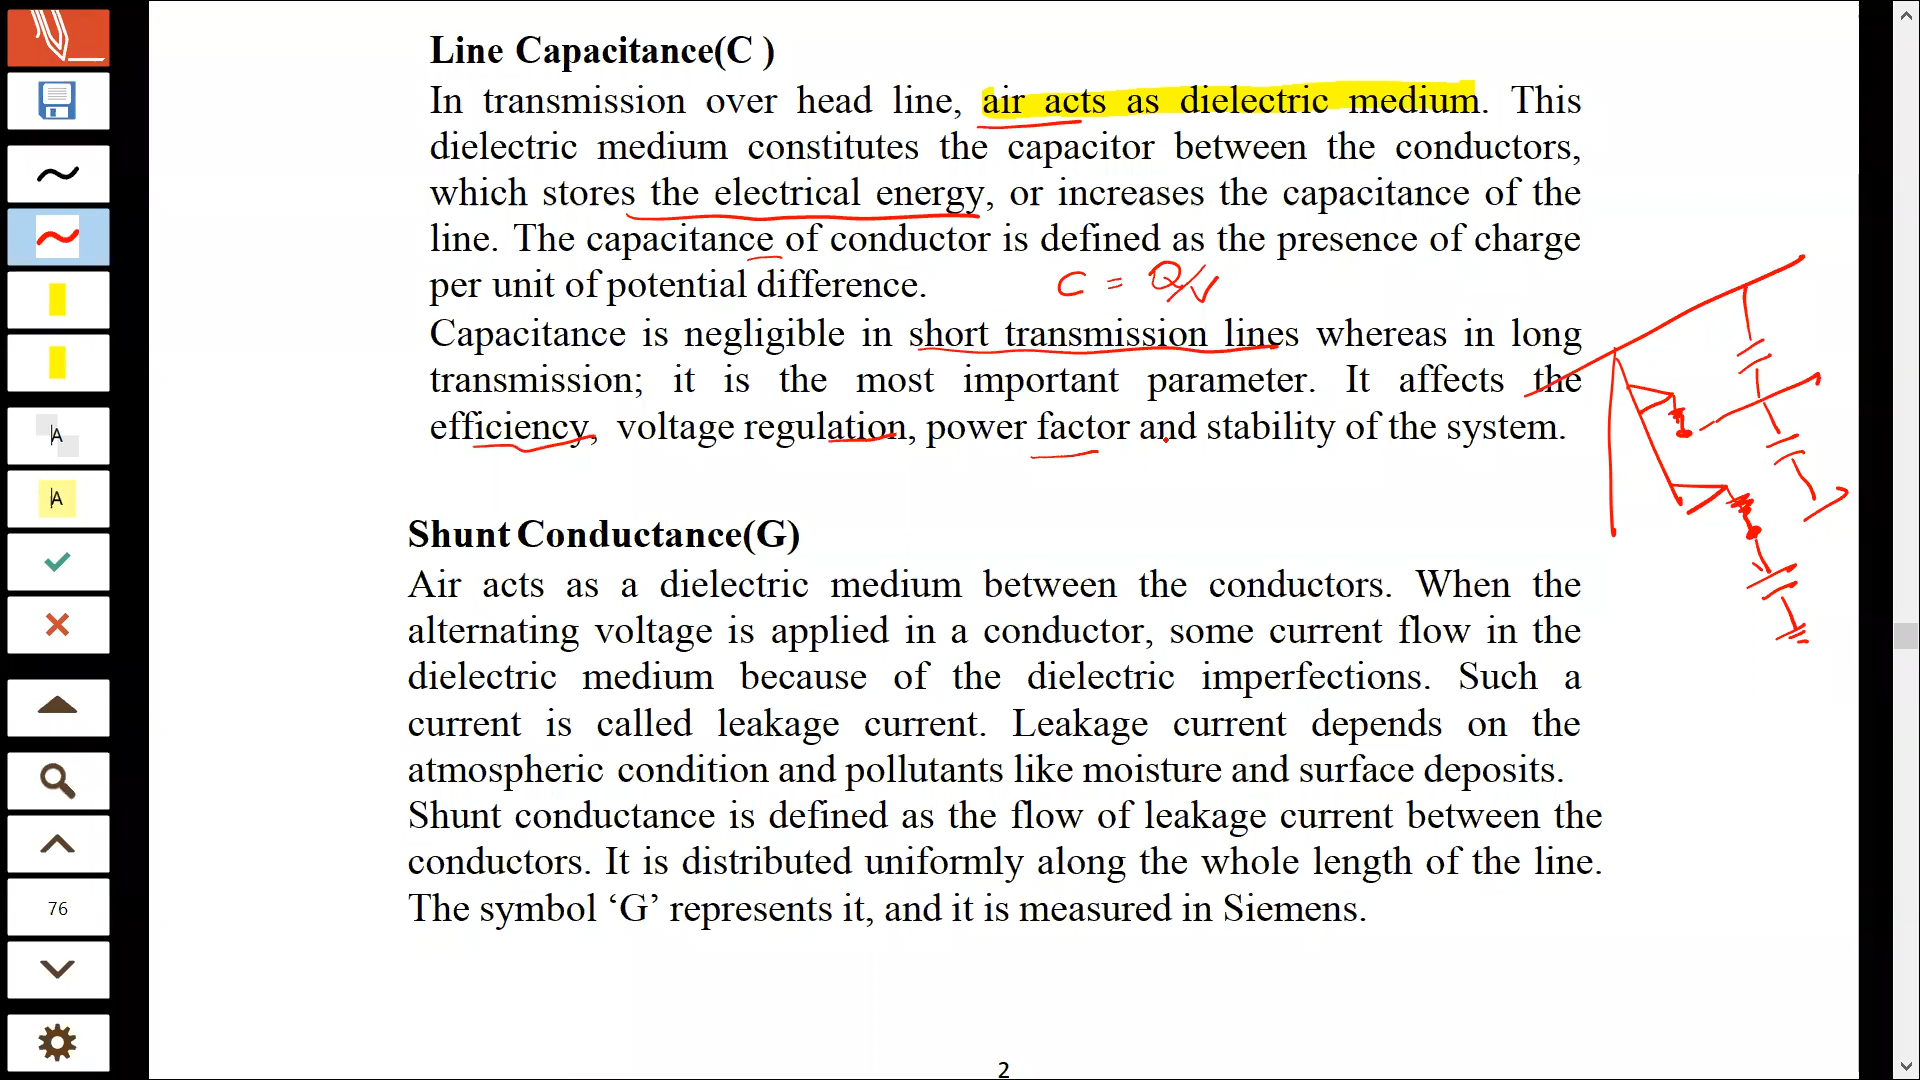 Line Capacitance(C )
In transmission over head line, air acts as dielectric medium. This
dielectric medium constitutes the capacitor between the conductors,
which stores the electrical energy, or increases the capacitance of the
line. The capacitance of conductor is defined as the presence of charge
per unit of potential difference. C = Q/V
Capacitance is negligible in short transmission lines whereas in long
transmission; it is the most important parameter. It affects the
efficiency, voltage regulation, power factor and stability of the system.
Shunt Conductance(G)
Air acts as a dielectric medium between the conductors. When the
alternating voltage is applied in a conductor, some current flow in the
dielectric medium because of the dielectric imperfections. Such a
current is called leakage current. Leakage current depends on the
atmospheric condition and pollutants like moisture and surface deposits.
Shunt conductance is defined as the flow of leakage current between the
conductors. It is distributed uniformly along the whole length of the line.
The symbol ‘G’ represents it, and it is measured in Siemens.
2
A
A
76